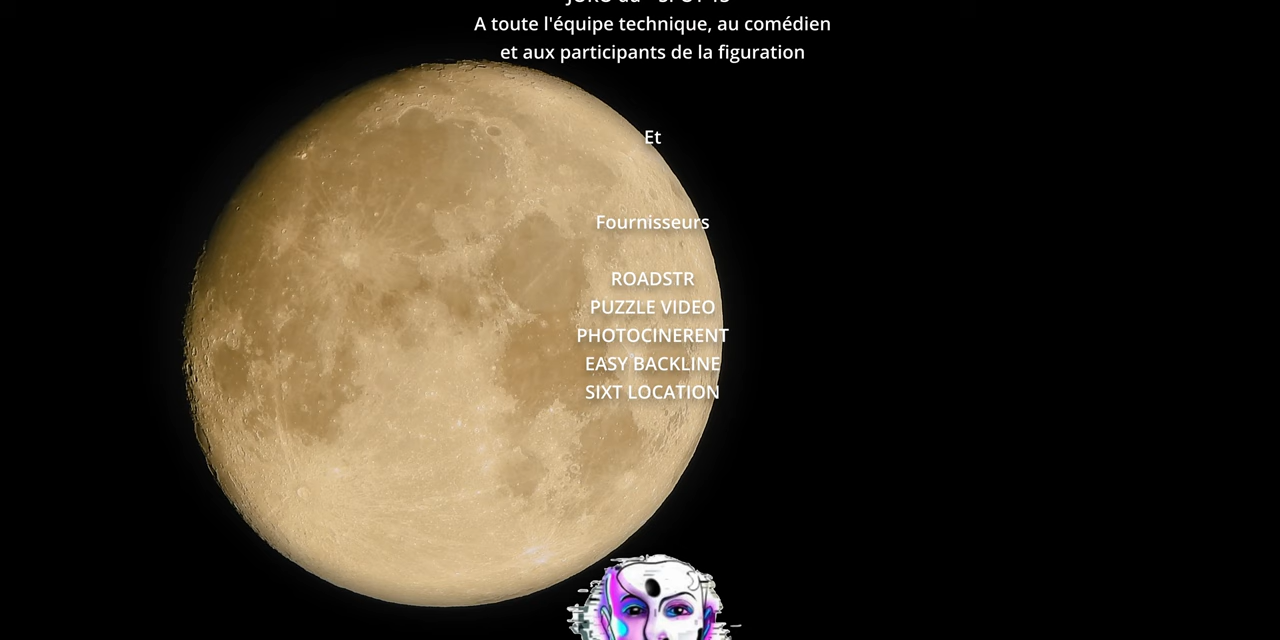 A toute l'équipe technique, au comédien
et aux participants de la figuration
Et
Fournisseurs
ROADSTR
PUZZLE VIDEO
PHOTOCINERENT
EASY BACKLINE
SIXT LOCATION